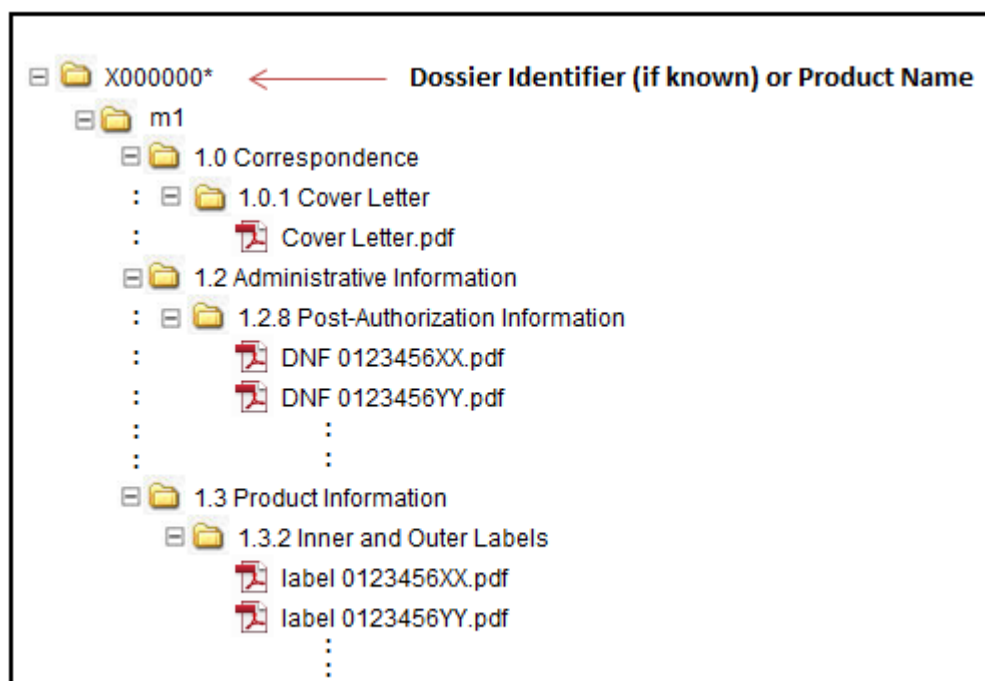 X000000* Dossier Identifier (if known) or Product Name
m1
1.0 Correspondence
: 1.0.1 Cover Letter
: Cover Letter.pdf
1.2 Administrative Information
: 1.2.8 Post-Authorization Information
: DNF 0123456XX.pdf
: DNF 0123456YY.pdf
: :
: :
1.3 Product Information
1.3.2 Inner and Outer Labels
label 0123456XX.pdf
label 0123456YY.pdf
:
: